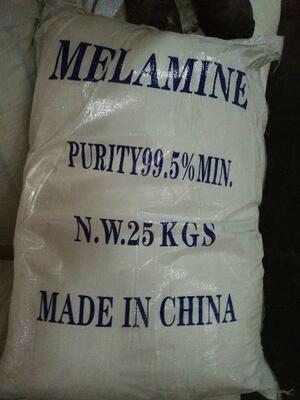 MELAMINE
PURITY99.5%MIN.
N.W.25KGS
MADE IN CHINA